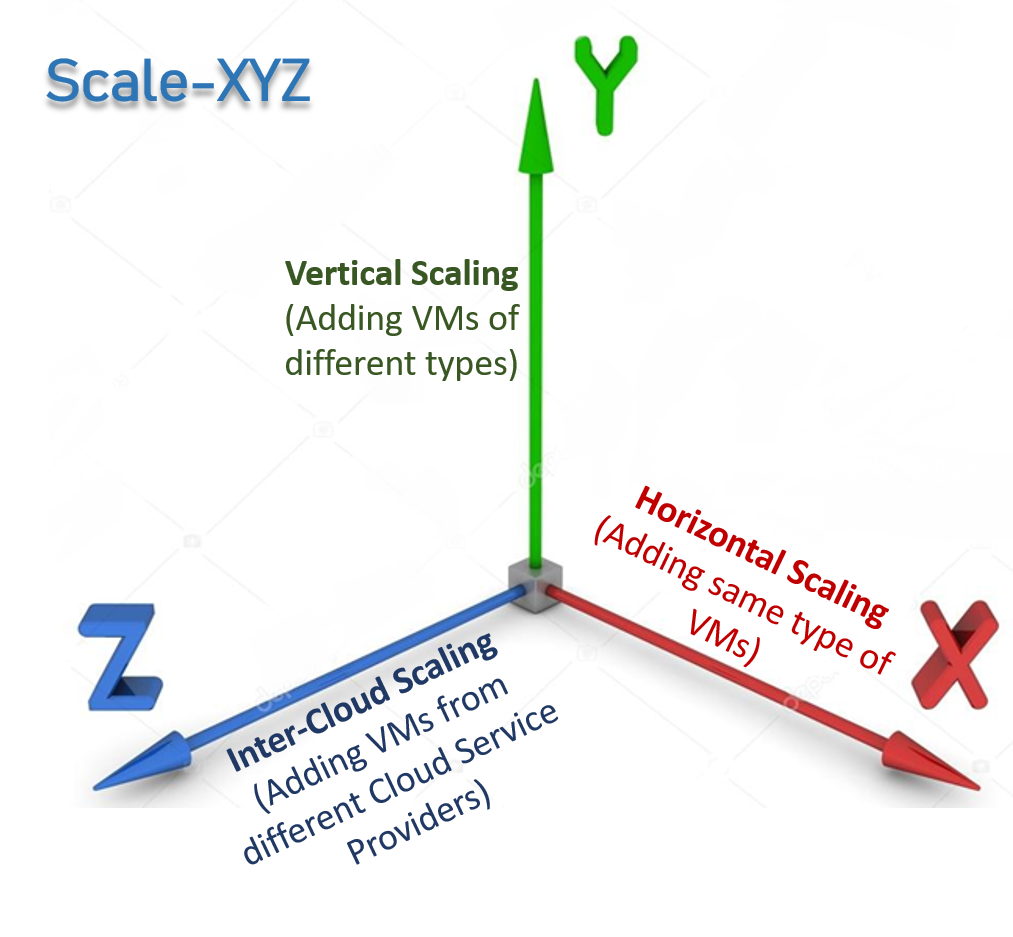 Scale-XYZ
Y
Vertical Scaling
(Adding VMs of
different types)
Horizontal Scaling
(Adding same type of
VMs)
X
Z
Inter-Cloud Scaling
(Adding VMs from
different Cloud Service
Providers)